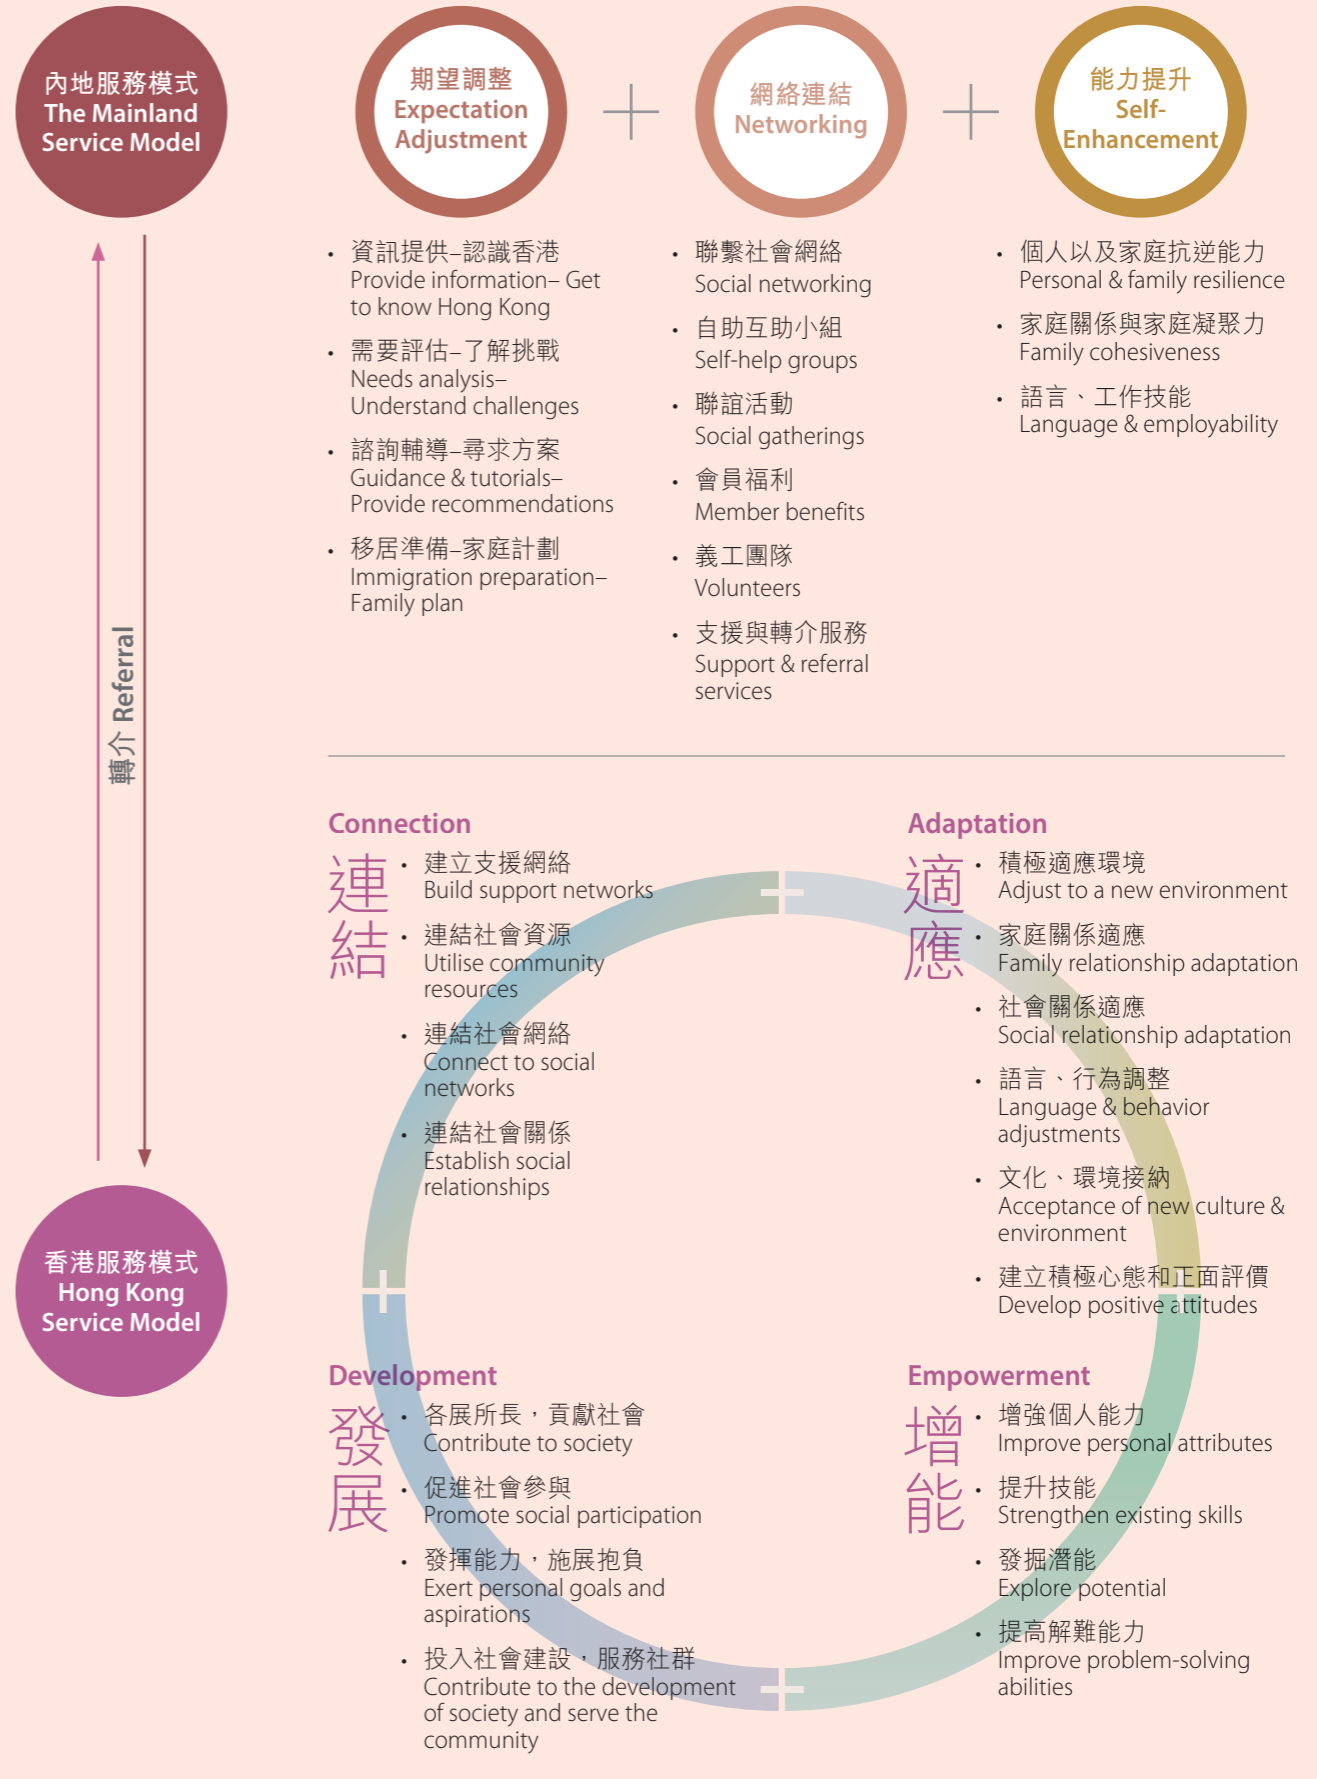 內地服務模式
The Mainland
Service Model
期望調整
Expectation
Adjustment
網絡連結
Networking
能力提升
Self-
Enhancement
• 資訊提供–認識香港
Provide information– Get
to know Hong Kong
• 需要評估–了解挑戰
Needs analysis–
Understand challenges
• 諮詢輔導–尋求方案
Guidance & tutorials–
Provide recommendations
• 移居準備–家庭計劃
Immigration preparation–
Family plan
• 聯繫社會網絡
Social networking
• 自助互助小組
Self-help groups
• 聯誼活動
Social gatherings
• 會員福利
Member benefits
• 義工團隊
Volunteers
• 支援與轉介服務
Support & referral
services
• 個人以及家庭抗逆能力
Personal & family resilience
• 家庭關係與家庭凝聚力
Family cohesiveness
• 語言、工作技能
Language & employability
轉介 Referral
香港服務模式
Hong Kong
Service Model
Connection
連結
• 建立支援網絡
Build support networks
• 連結社會資源
Utilise community
resources
• 連結社會網絡
Connect to social
networks
• 連結社會關係
Establish social
relationships
Adaptation
適應
• 積極適應環境
Adjust to a new environment
• 家庭關係適應
Family relationship adaptation
• 社會關係適應
Social relationship adaptation
• 語言、行為調整
Language & behavior
adjustments
• 文化、環境接納
Acceptance of new culture &
environment
• 建立積極心態和正面評價
Develop positive attitudes
Development
發展
• 各展所長，貢獻社會
Contribute to society
• 促進社會參與
Promote social participation
• 發揮能力，施展抱負
Exert personal goals and
aspirations
• 投入社會建設，服務社群
Contribute to the development
of society and serve the
community
Empowerment
增能
• 增強個人能力
Improve personal attributes
• 提升技能
Strengthen existing skills
• 發掘潛能
Explore potential
• 提高解難能力
Improve problem-solving
abilities